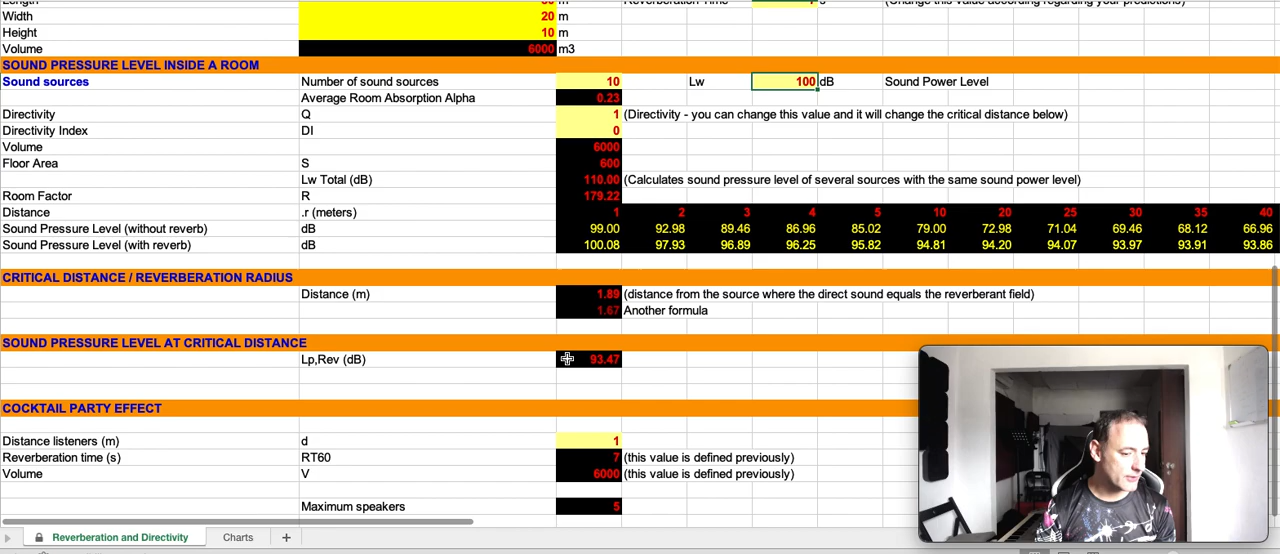 Width 20 m
Height 10 m
Volume 6000 m3
SOUND PRESSURE LEVEL INSIDE A ROOM
Sound sources Number of sound sources 10 Lw 100 dB Sound Power Level
Average Room Absorption Alpha 0.23
Directivity Q 1 (Directivity - you can change this value and it will change the critical distance below)
Directivity Index DI 0
Volume 6000
Floor Area S 600
Lw Total (dB) 110.00 (Calculates sound pressure level of several sources with the same sound power level)
Room Factor R 179.22
Distance .r (meters) 1 2 3 4 5 10 20 25 30 35 40
Sound Pressure Level (without reverb) dB 99.00 92.98 89.46 86.96 85.02 79.00 72.98 71.04 69.46 68.12 66.96
Sound Pressure Level (with reverb) dB 100.08 97.93 96.89 96.25 95.82 94.81 94.20 94.07 93.97 93.91 93.86
CRITICAL DISTANCE / REVERBERATION RADIUS
Distance (m) 1.89 (distance from the source where the direct sound equals the reverberant field)
1.67 Another formula
SOUND PRESSURE LEVEL AT CRITICAL DISTANCE
Lp,Rev (dB) 93.47
COCKTAIL PARTY EFFECT
Distance listeners (m) d 1
Reverberation time (s) RT60 7 (this value is defined previously)
Volume V 6000 (this value is defined previously)
Maximum speakers 5
Reverberation and Directivity Charts +